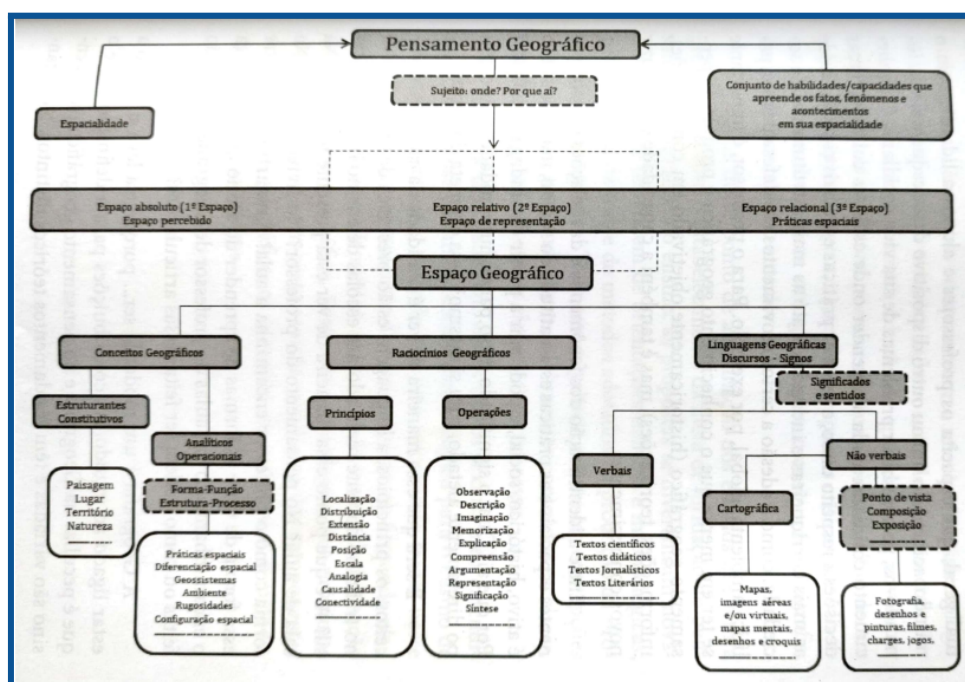 Pensamento Geográfico
Sujeito: onde? Por que aí?
Espacialidade
Conjunto de habilidades/capacidades que
apreende os fatos, fenômenos e
acontecimentos
em sua espacialidade
Espaço absoluto (1º Espaço)
Espaço percebido
Espaço relativo (2º Espaço)
Espaço de representação
Espaço relacional (3º Espaço)
Práticas espaciais
Espaço Geográfico
Conceitos Geográficos
Estruturantes
Constitutivos
Paisagem
Lugar
Território
Natureza
Analíticos
Operacionais
Forma-Função
Estrutura-Processo
Práticas espaciais
Diferenciação espacial
Geossistemas
Ambiente
Rugosidades
Configuração espacial
Raciocínios Geográficos
Princípios
Localização
Distribuição
Extensão
Distância
Posição
Escala
Analogia
Causalidade
Conectividade
Operações
Observação
Descrição
Imaginação
Memorização
Explicação
Compreensão
Argumentação
Representação
Significação
Síntese
Linguagens Geográficas
Discursos - Signos
Significados
e sentidos
Verbais
Textos científicos
Textos didáticos
Textos Jornalísticos
Textos Literários
Não verbais
Cartográfica
Mapas,
imagens aéreas
e/ou virtuais,
mapas mentais,
desenhos e croquis
Ponto de vista
Composição
Exposição
Fotografia,
desenhos e
pinturas, filmes,
charges, jogos.